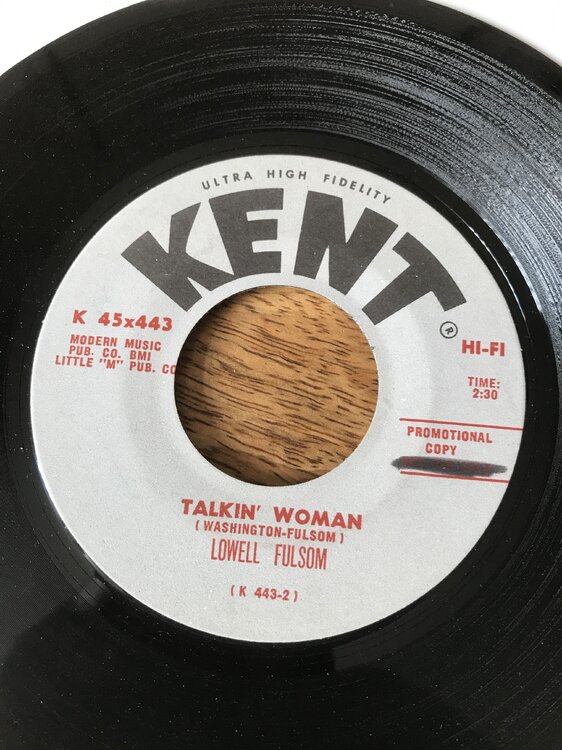 ULTRA HIGH FIDELITY
KENT
®
K 45x443
HI-FI
MODERN MUSIC
PUB. CO. BMI
LITTLE "M" PUB. CO
TIME:
2:30
PROMOTIONAL
COPY
TALKIN' WOMAN
(WASHINGTON-FULSOM)
LOWELL FULSOM
(K 443-2)